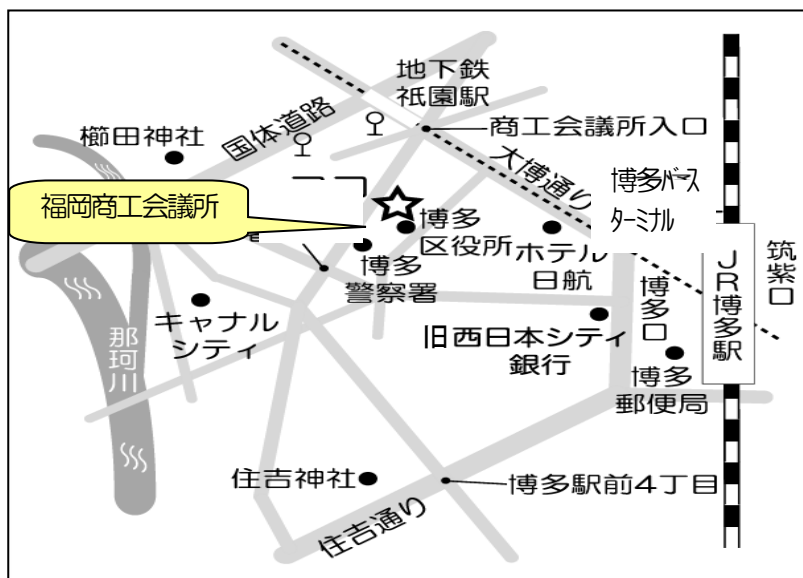 地下鉄
祇園駅
商工会議所入口
国体道路
櫛田神社
大博通り
博多バス
ターミナル
福岡商工会議所
博多
区役所
ホテル
日航
博多
警察署
筑紫口
JR博多駅
博多口
キャナル
シティ
旧西日本シティ
銀行
那珂川
博多
郵便局
住吉神社
博多駅前4丁目
住吉通り